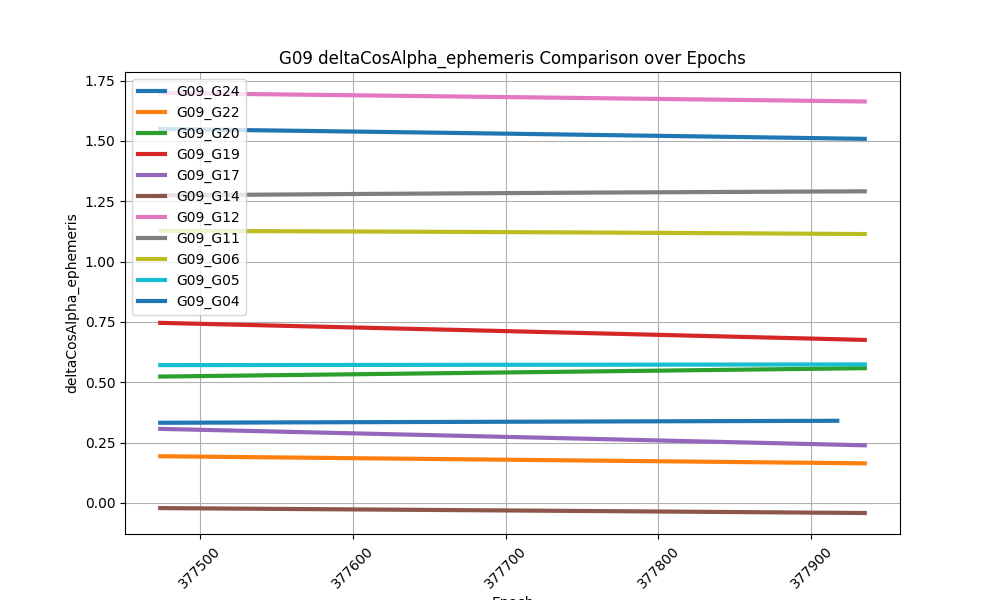 G09 deltaCosAlpha_ephemeris Comparison over Epochs
deltaCosAlpha_ephemeris
1.75
1.50
1.25
1.00
0.75
0.50
0.25
0.00
G09_G24
G09_G22
G09_G20
G09_G19
G09_G17
G09_G14
G09_G12
G09_G11
G09_G06
G09_G05
G09_G04
377500
377600
377700
377800
377900
Epoch